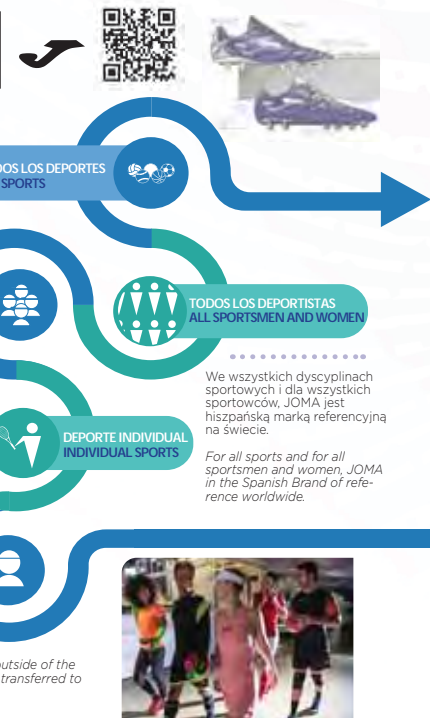 LOS DEPORTES
SPORTS
TODOS LOS DEPORTISTAS
ALL SPORTSMEN AND WOMEN
We wszystkich dyscyplinach
sportowych i dla wszystkich
sportowców, JOMA jest
hiszpańską marką referencyjną
na świecie.
For all sports and for all
sportsmen and women, JOMA
in the Spanish Brand of refe-
rence worldwide.
DEPORTE INDIVIDUAL
INDIVIDUAL SPORTS
outside of the
transferred to